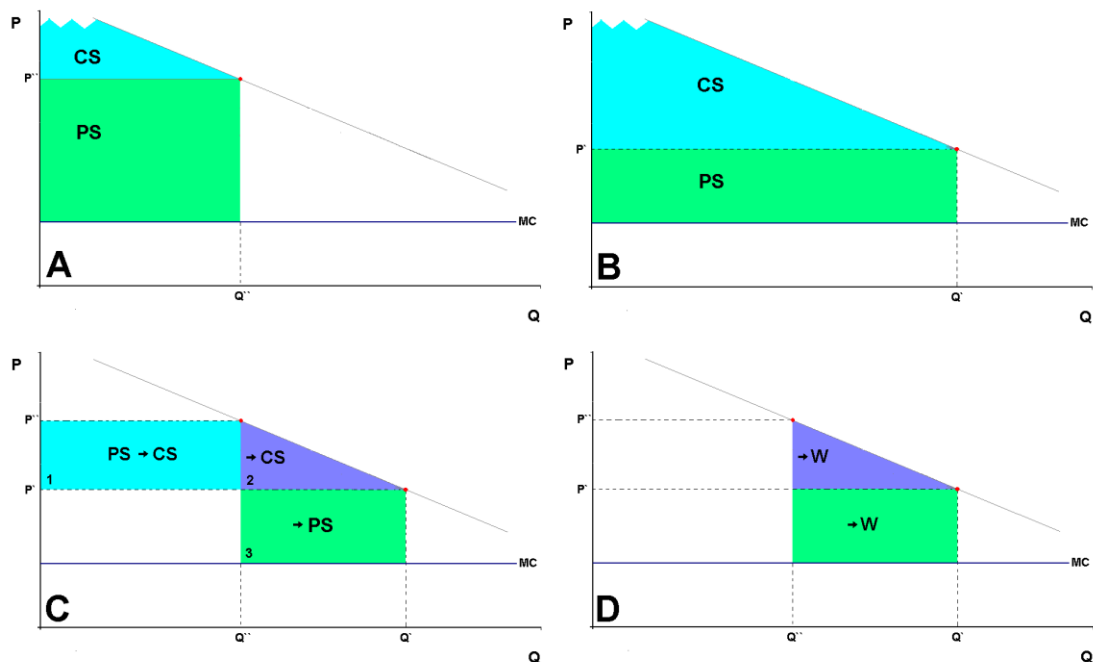 P
CS
P``
PS
MC
A
Q``
Q
P
CS
P`
PS
MC
B
Q`
Q
P
P``
PS → CS
→ CS
1
2
P`
→ PS
3
MC
C
Q``
Q`
Q
P
P``
→ W
P`
→ W
MC
D
Q``
Q`
Q